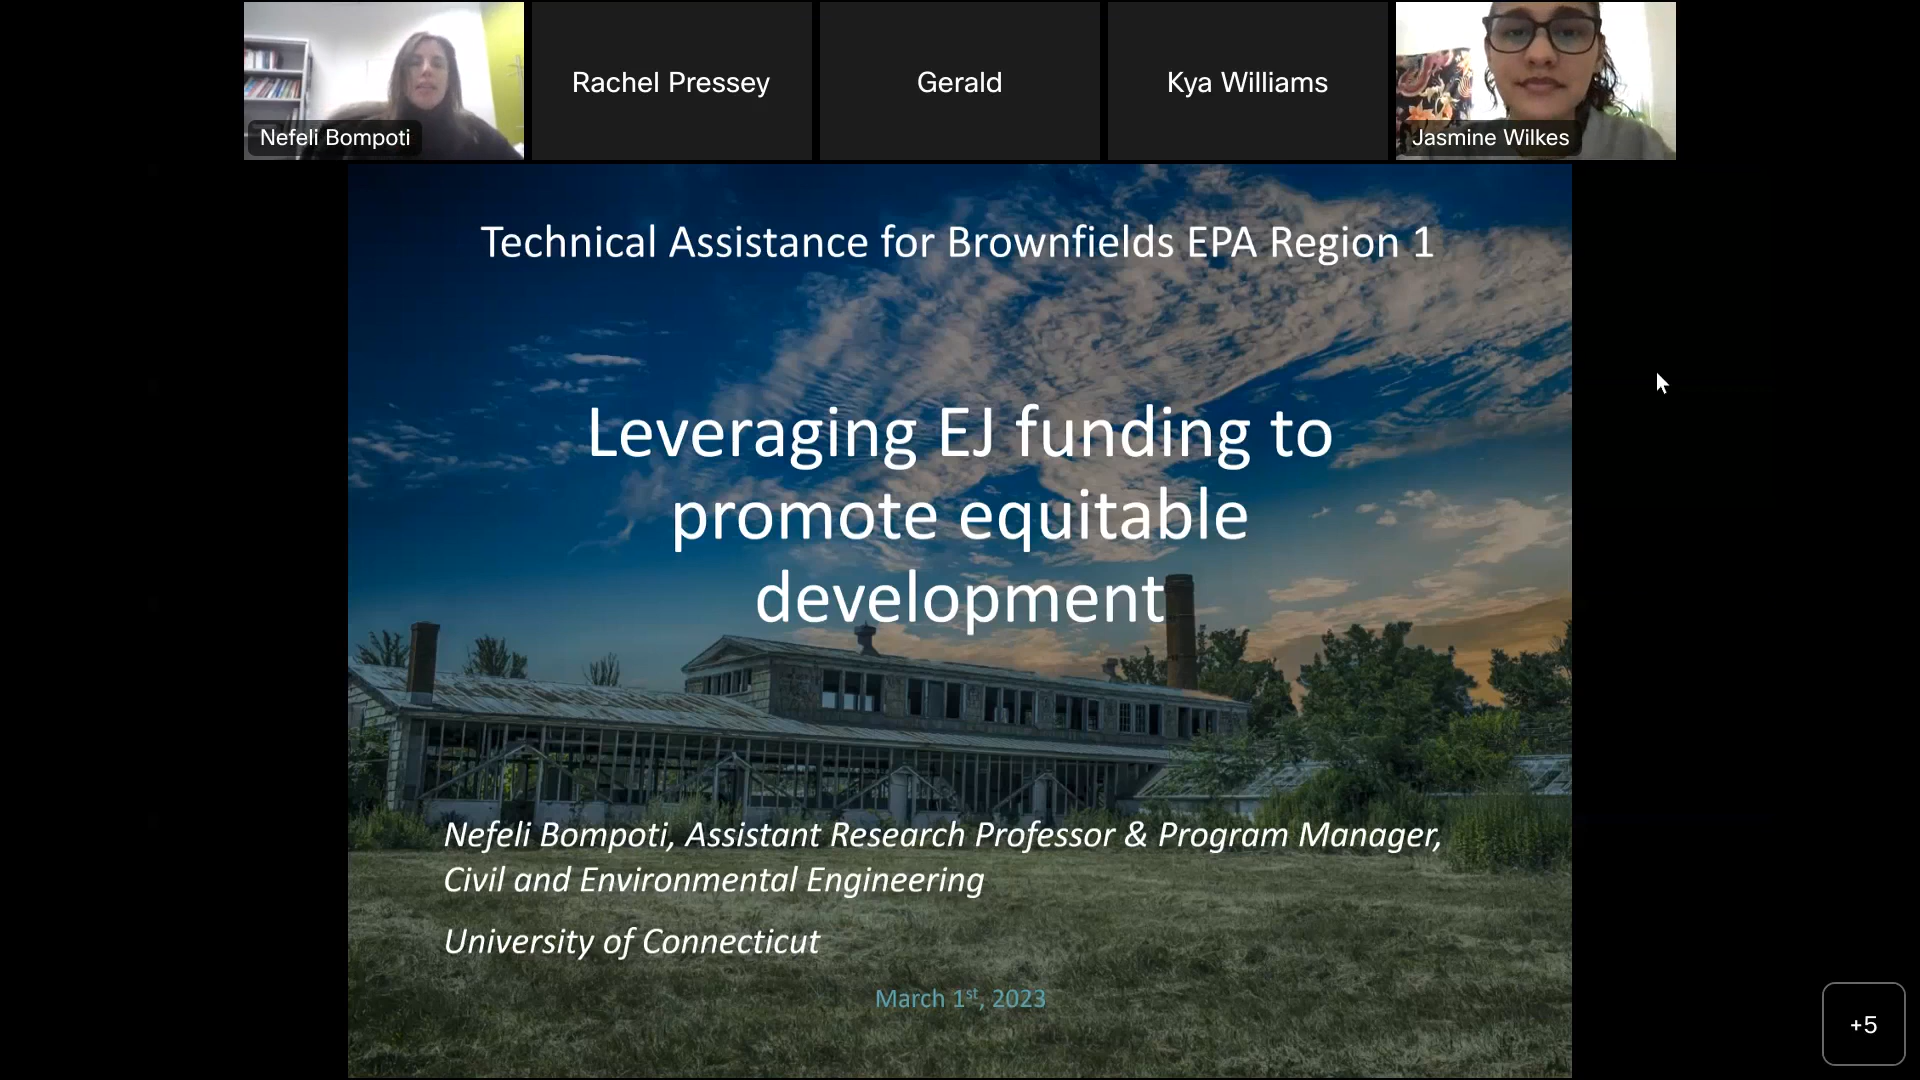 Nefeli Bompoti
Rachel Pressey
Gerald
Kya Williams
Jasmine Wilkes
Technical Assistance for Brownfields EPA Region 1
Leveraging EJ funding to
promote equitable
development
Nefeli Bompoti, Assistant Research Professor & Program Manager,
Civil and Environmental Engineering
University of Connecticut
March 1st, 2023
+5